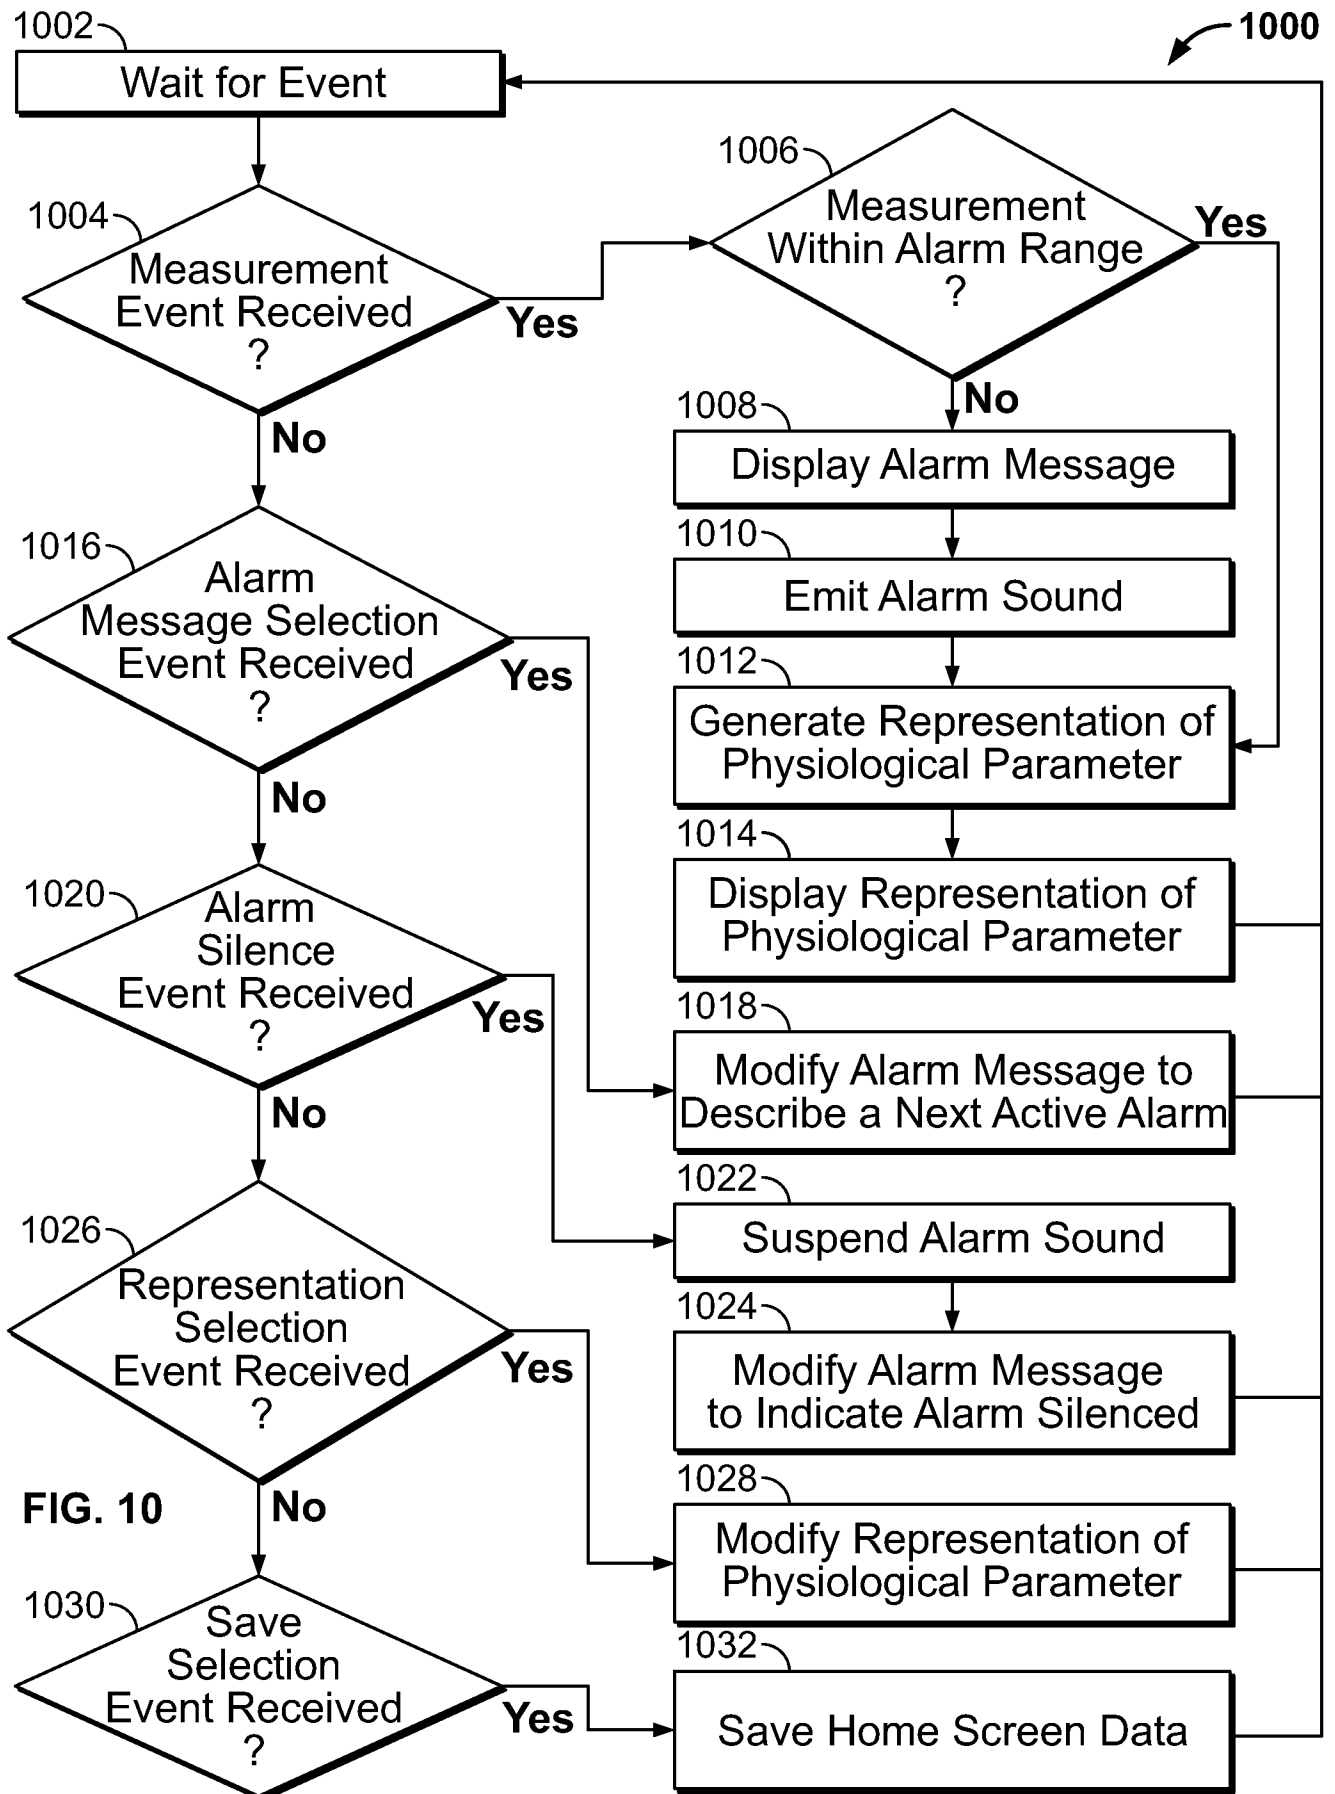 1002
1000
Wait for Event
1006
Measurement
Within Alarm Range
?
Yes
1004
Measurement
Event Received
?
Yes
No
No
1008
Display Alarm Message
1010
Emit Alarm Sound
1016
Alarm
Message Selection
Event Received
?
Yes
No
1012
Generate Representation of
Physiological Parameter
1014
Display Representation of
Physiological Parameter
1020
Alarm
Silence
Event Received
?
Yes
No
1018
Modify Alarm Message to
Describe a Next Active Alarm
1022
Suspend Alarm Sound
1024
Modify Alarm Message
to Indicate Alarm Silenced
1026
Representation
Selection
Event Received
?
Yes
No
FIG. 10
1028
Modify Representation of
Physiological Parameter
1030
Save
Selection
Event Received
?
Yes
1032
Save Home Screen Data